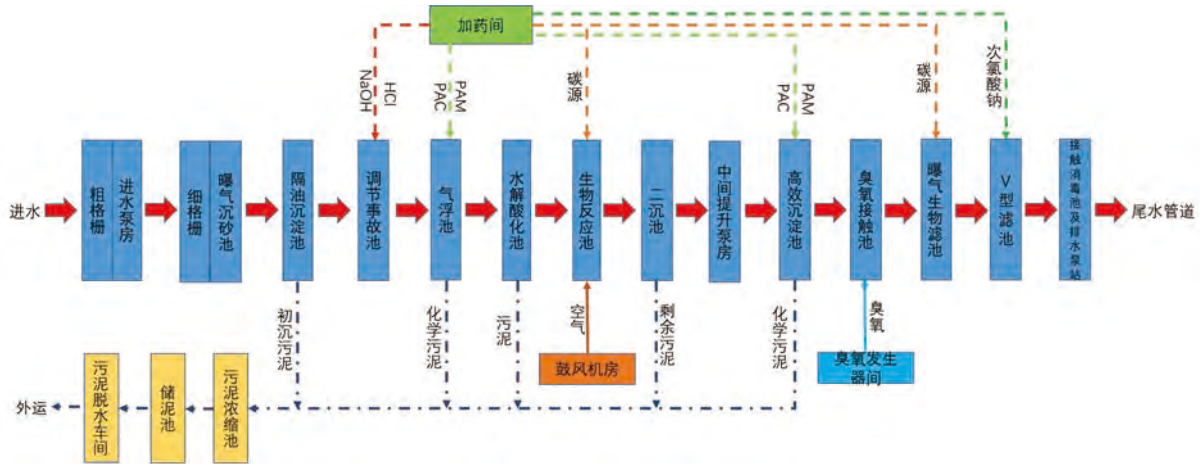 加药间
NaOH
HCl
PAC
PAM
碳源
PAC
PAM
碳源
次氯酸钠
进水
粗格栅
进水泵房
细格栅
曝气沉砂池
隔油沉淀池
调节事故池
气浮池
水解酸化池
生物反应池
二沉池
中间提升泵房
高效沉淀池
臭氧接触池
曝气生物滤池
V型滤池
接触消毒池及排水泵站
尾水管道
初沉污泥
化学污泥
污泥
空气
剩余污泥
化学污泥
臭氧
鼓风机房
臭氧发生
器间
外运
污泥脱水车间
储泥池
污泥浓缩池